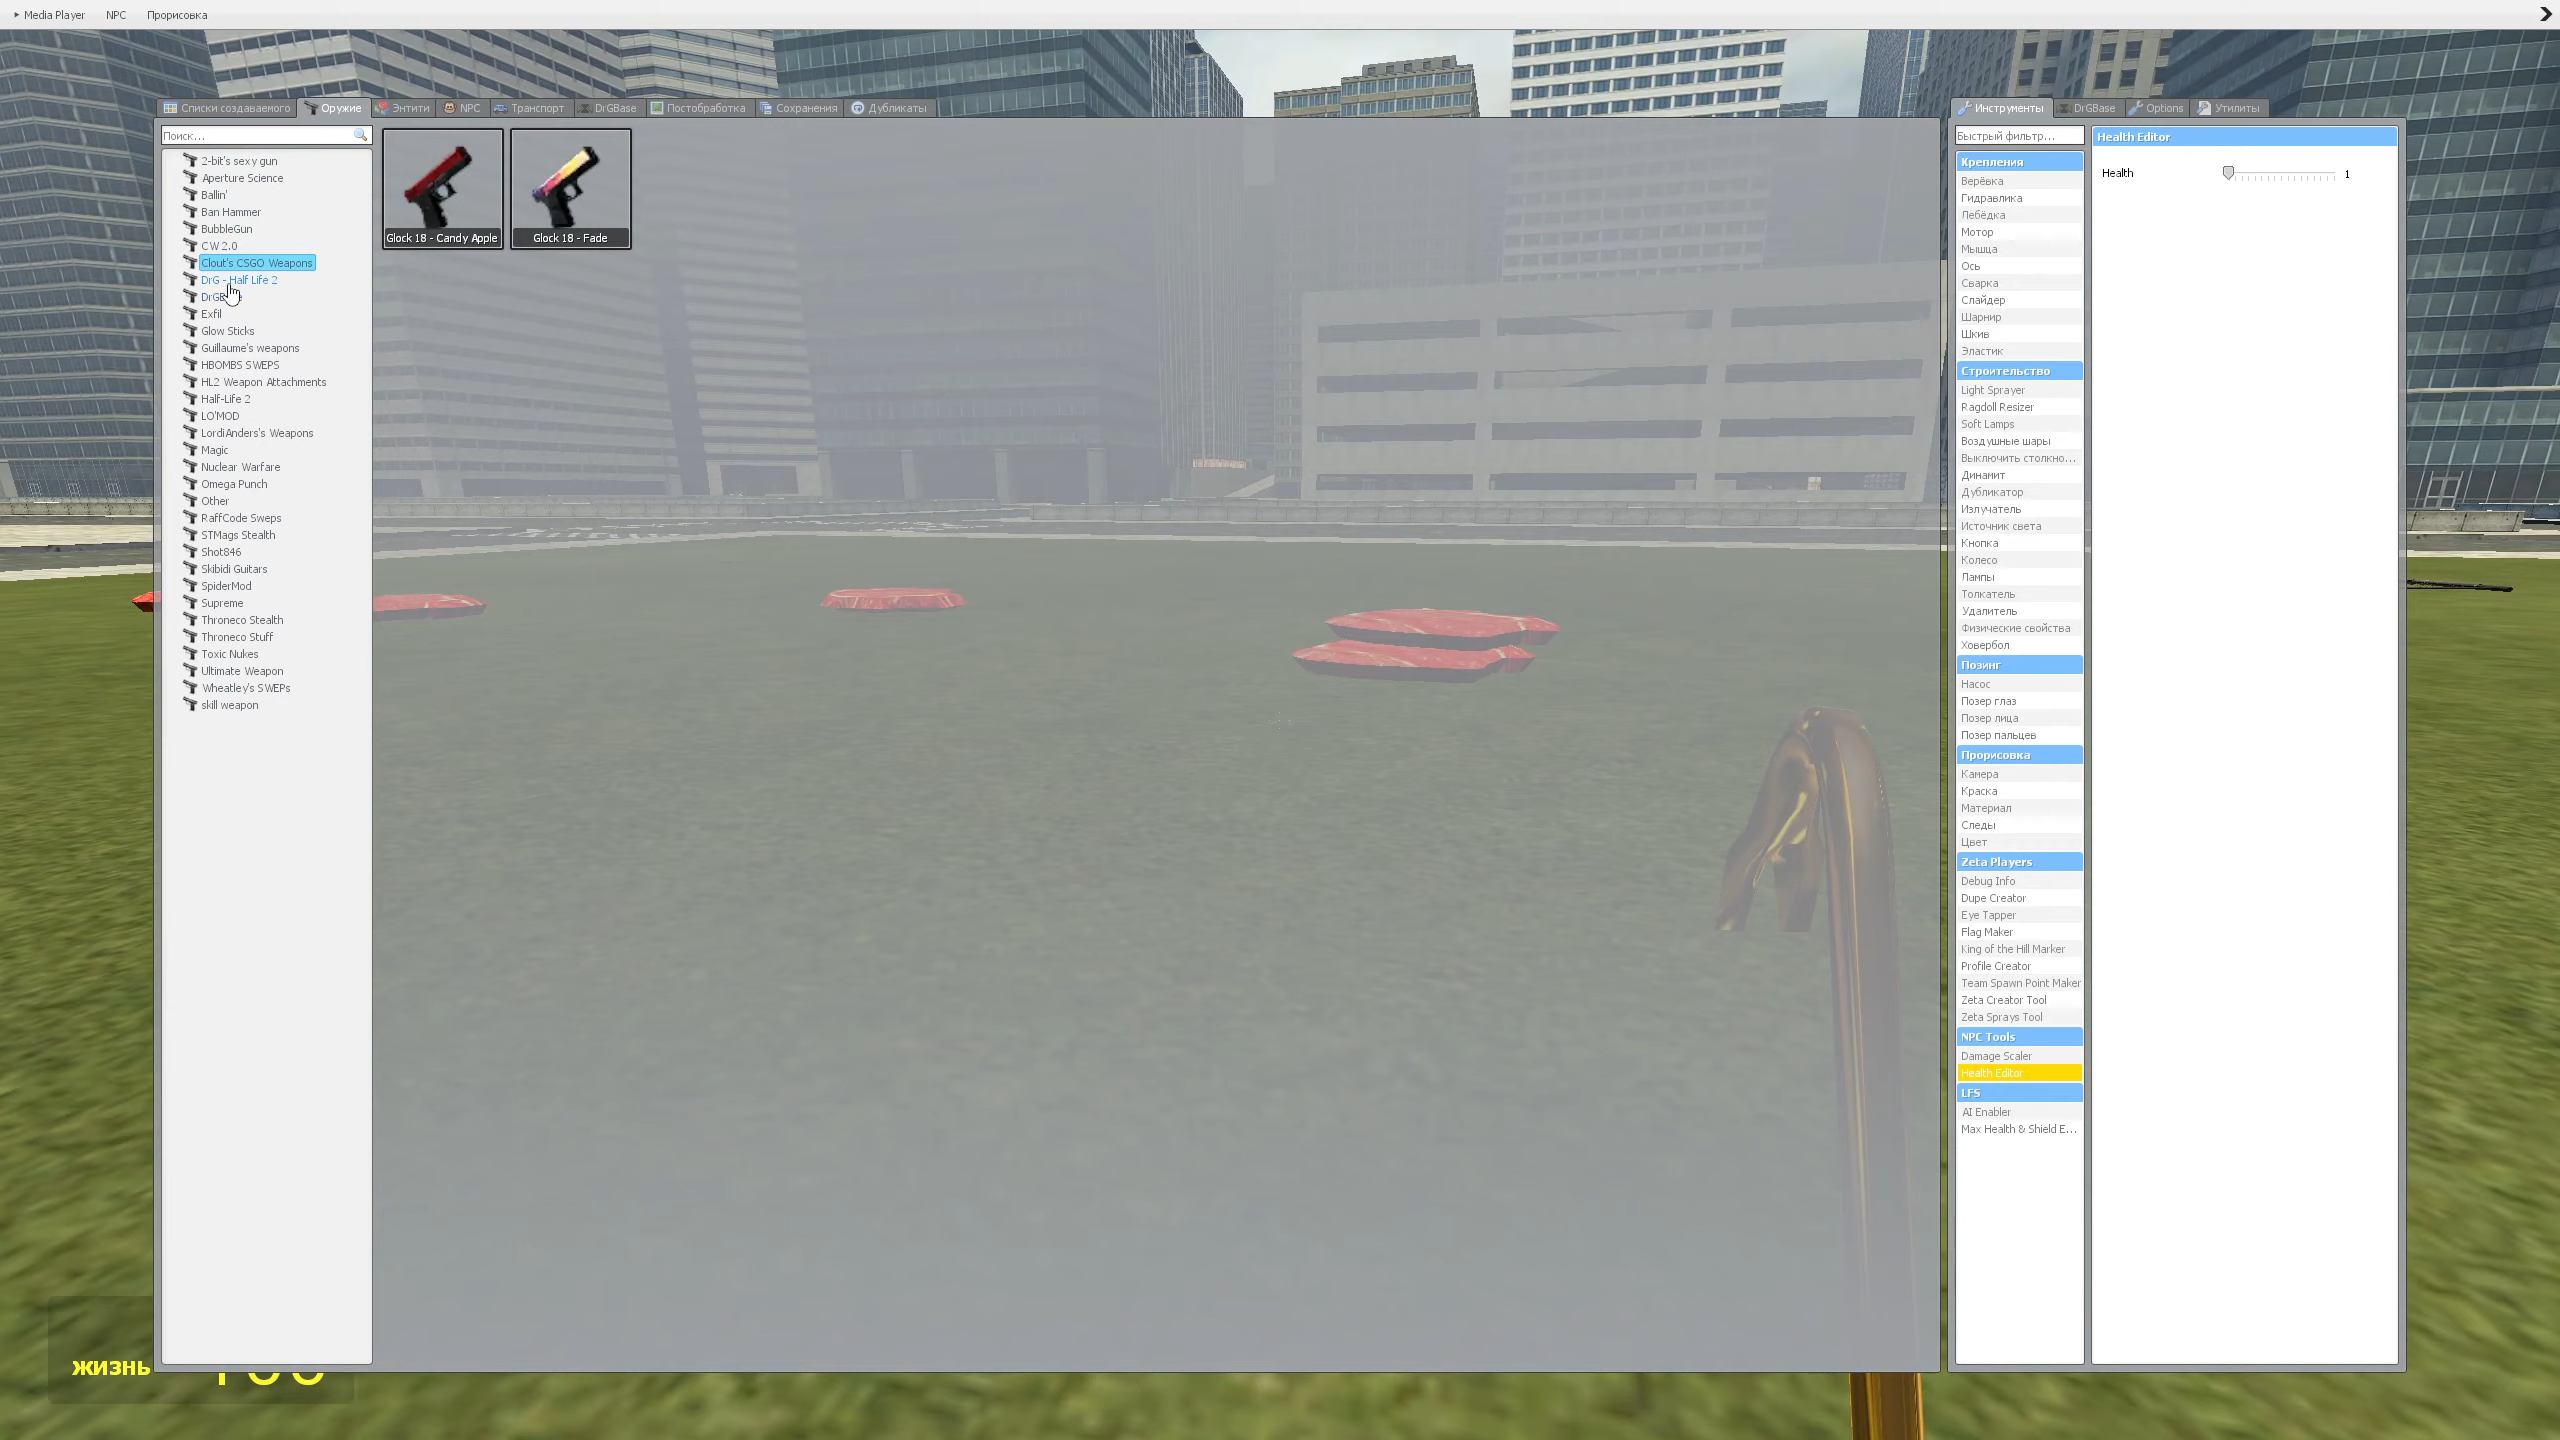 Media Player NPC Прорисовка
Списки создаваемого Оружие Энтити NPC Транспорт DrGBase Постобработка Сохранения Дубликаты
Поиск...
2-bit's sexy gun
Aperture Science
Ballin'
Ban Hammer
BubbleGun
CW 2.0
Clout's CSGO Weapons
DrG - Half Life 2
Exfil
Glow Sticks
Guillaume's weapons
HBOMBS SWEPS
HL2 Weapon Attachments
Half-Life 2
LO'MOD
LordiAnders's Weapons
Magic
Nuclear Warfare
Omega Punch
Other
RaffCode Sweps
STMags Stealth
Shot846
Skibidi Guitars
SpiderMod
Supreme
Throneco Stealth
Throneco Stuff
Toxic Nukes
Ultimate Weapon
Wheatley's SWEPs
skill weapon
Glock 18 - Candy Apple
Glock 18 - Fade
Инструменты DrGBase Options Утилиты
Быстрый фильтр...
Крепления
Верёвка
Гидравлика
Лебёдка
Мотор
Мышца
Ось
Сварка
Слайдер
Шарнир
Шкив
Эластик
Строительство
Light Sprayer
Ragdoll Resizer
Soft Lamps
Воздушные шары
Выключить столкно...
Динамит
Дубликатор
Излучатель
Источник света
Кнопка
Колесо
Лампы
Толкатель
Удалитель
Физические свойства
Ховербол
Позинг
Насос
Позер глаз
Позер лица
Позер пальцев
Прорисовка
Камера
Краска
Материал
Следы
Цвет
Zeta Players
Debug Info
Dupe Creator
Eye Tapper
Flag Maker
King of the Hill Marker
Profile Creator
Team Spawn Point Maker
Zeta Creator Tool
Zeta Sprays Tool
NPC Tools
Damage Scaler
Health Editor
LFS
AI Enabler
Max Health & Shield E...
Health Editor
Health 1
жизнь